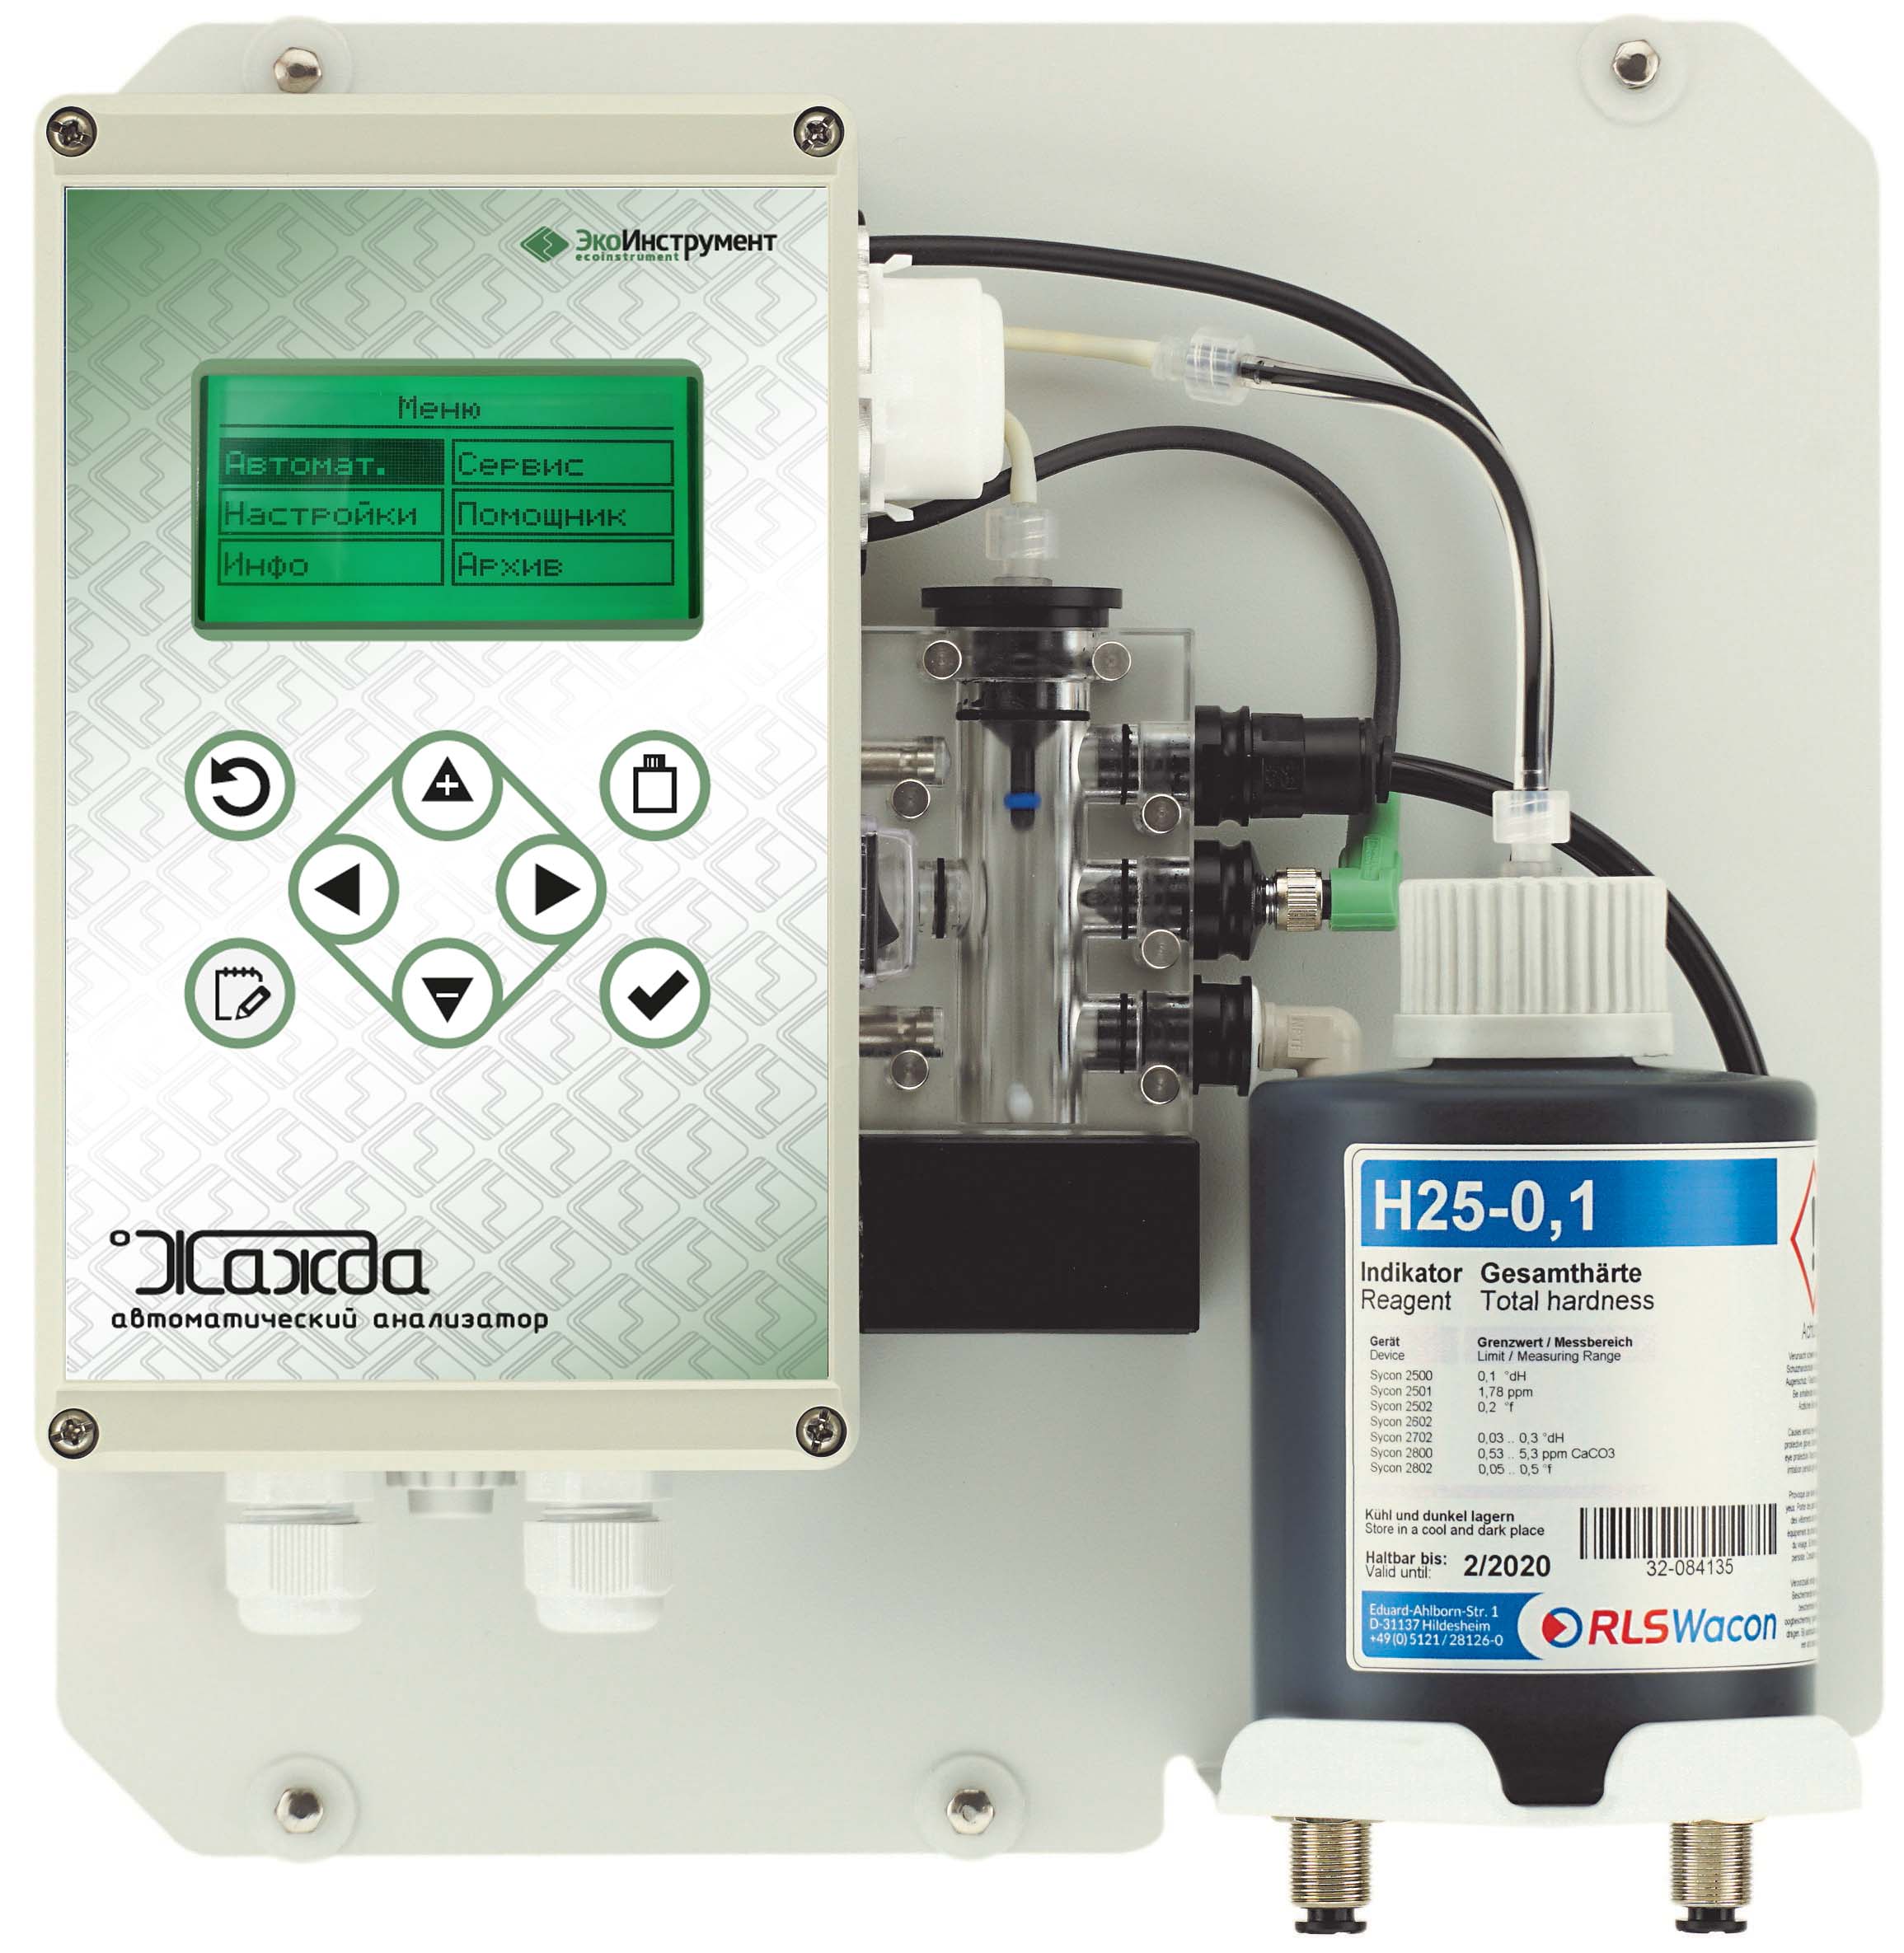 ЭкоИнструмент
ecoinstrument
Меню
Автомат.
Сервис
Настройки
Помощник
Инфо
Архив
°Жажда
автоматический анализатор
H25-0,1
Indikator Gesamthärte
Reagent Total hardness
Gerät Grenzwert / Messbereich
Device Limit / Measuring Range
Sycon 2500 0,1 °dH
Sycon 2501 1,78 ppm
Sycon 2502 0,2 °f
Sycon 2602
Sycon 2702 0,03 .. 0,3 °dH
Sycon 2800 0,53 .. 5,3 ppm CaCO3
Sycon 2802 0,05 .. 0,5 °f
Kühl und dunkel lagern
Store in a cool and dark place
Haltbar bis:
Valid until: 2/2020
32-084135
Eduard-Ahlborn-Str. 1
D-31137 Hildesheim
+49 (0) 5121 / 28126-0
RLSWacon